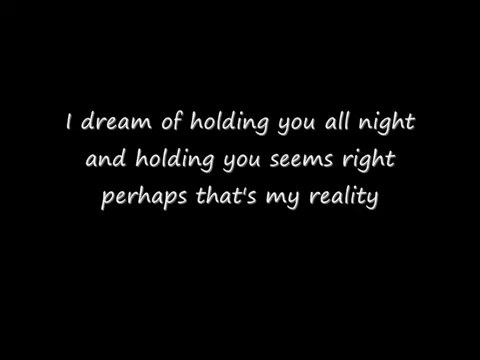 I dream of holding you all night
and holding you seems right
perhaps that's my reality